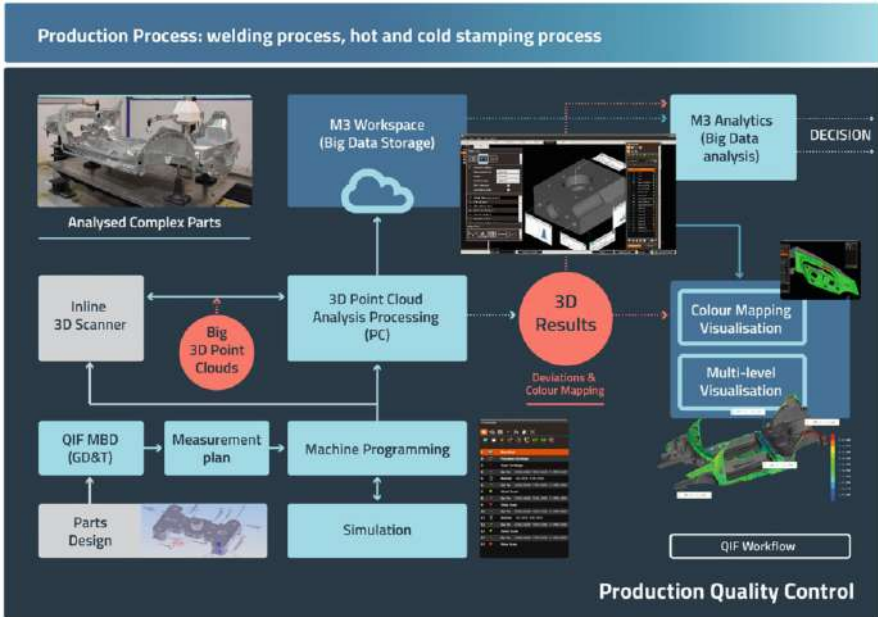 Production Process: welding process, hot and cold stamping process
M3 Workspace
(Big Data Storage)
M3 Analytics
(Big Data
analysis)
DECISION
Analysed Complex Parts
Inline
3D Scanner
Big
3D Point
Clouds
3D Point Cloud
Analysis Processing
(PC)
3D
Results
Deviations &
Colour Mapping
Colour Mapping
Visualisation
Multi-level
Visualisation
QIF MBD
(GD&T)
Measurement
plan
Machine Programming
Parts
Design
Simulation
QIF Workflow
Production Quality Control